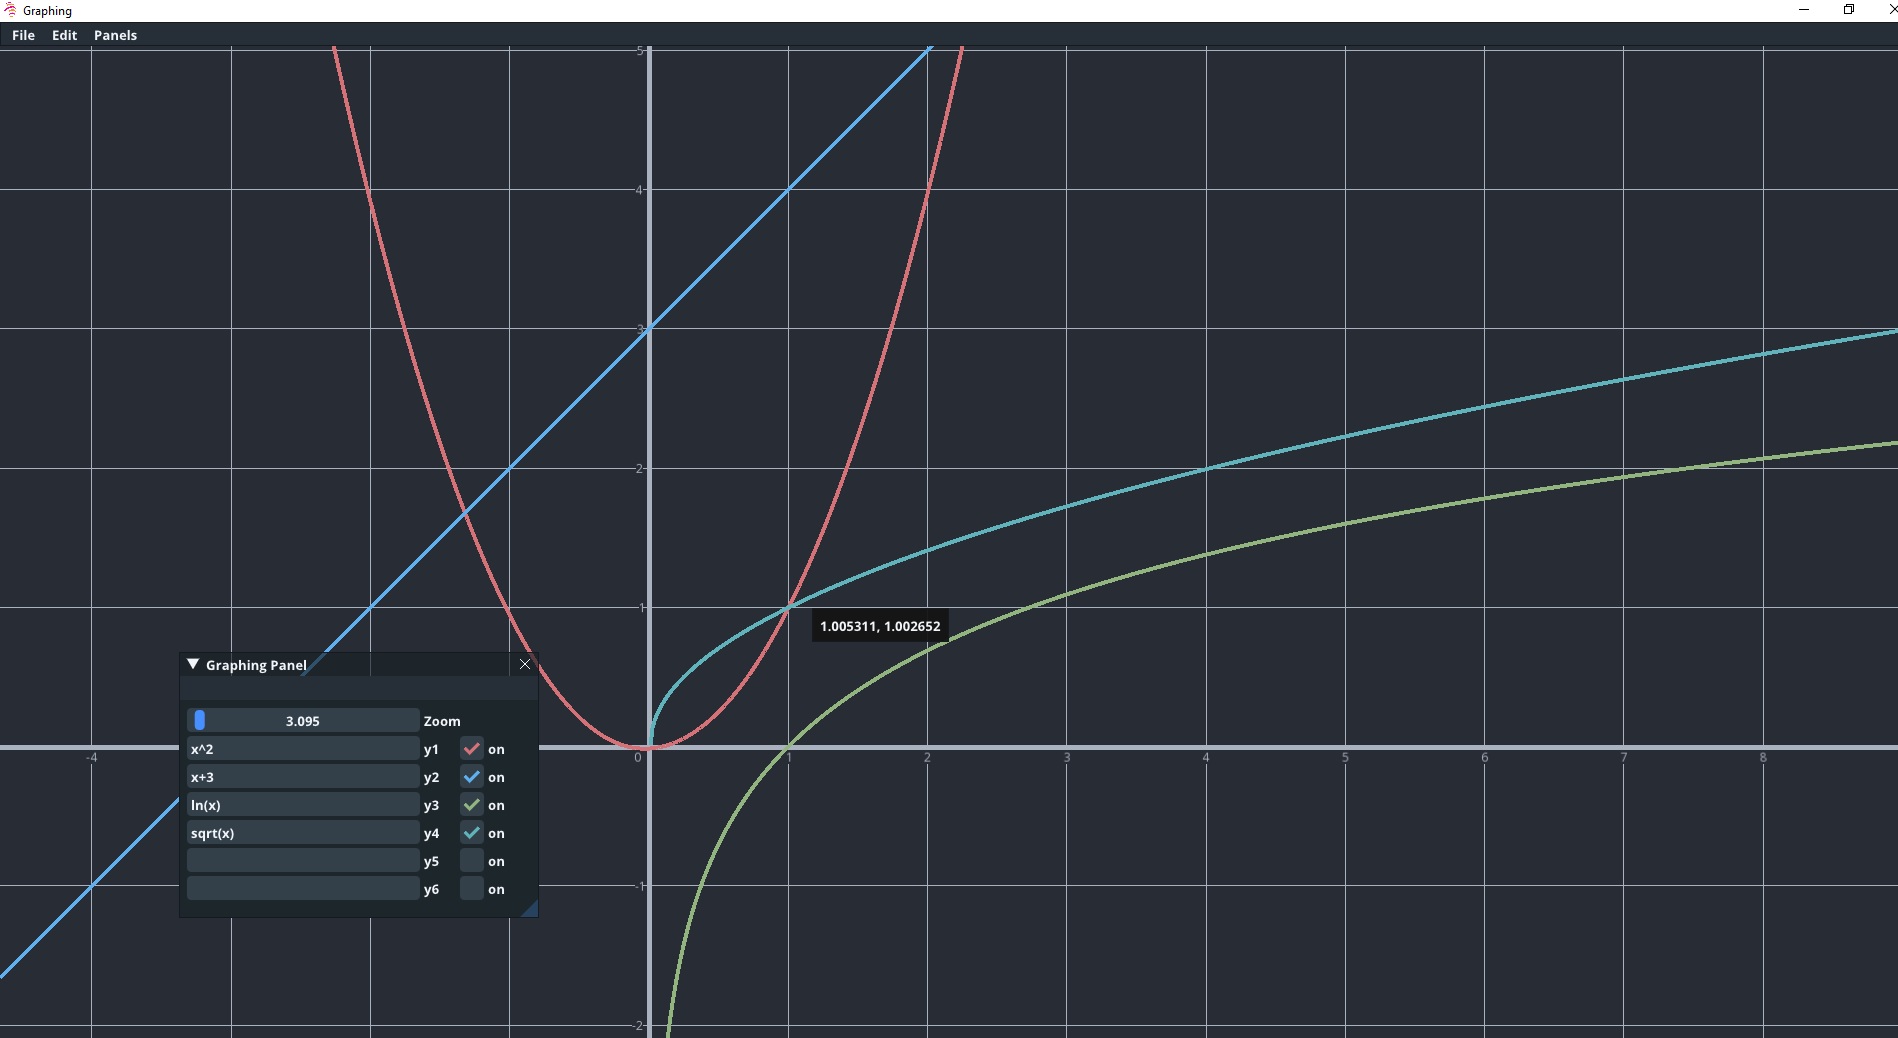 Graphing
File Edit Panels
5
4
3
2
1
1.005311, 1.002652
Graphing Panel
3.095 Zoom
x^2 y1 on
x+3 y2 on
ln(x) y3 on
sqrt(x) y4 on
y5 on
y6 on
-4 0 1 2 3 4 5 6 7 8
-1
-2